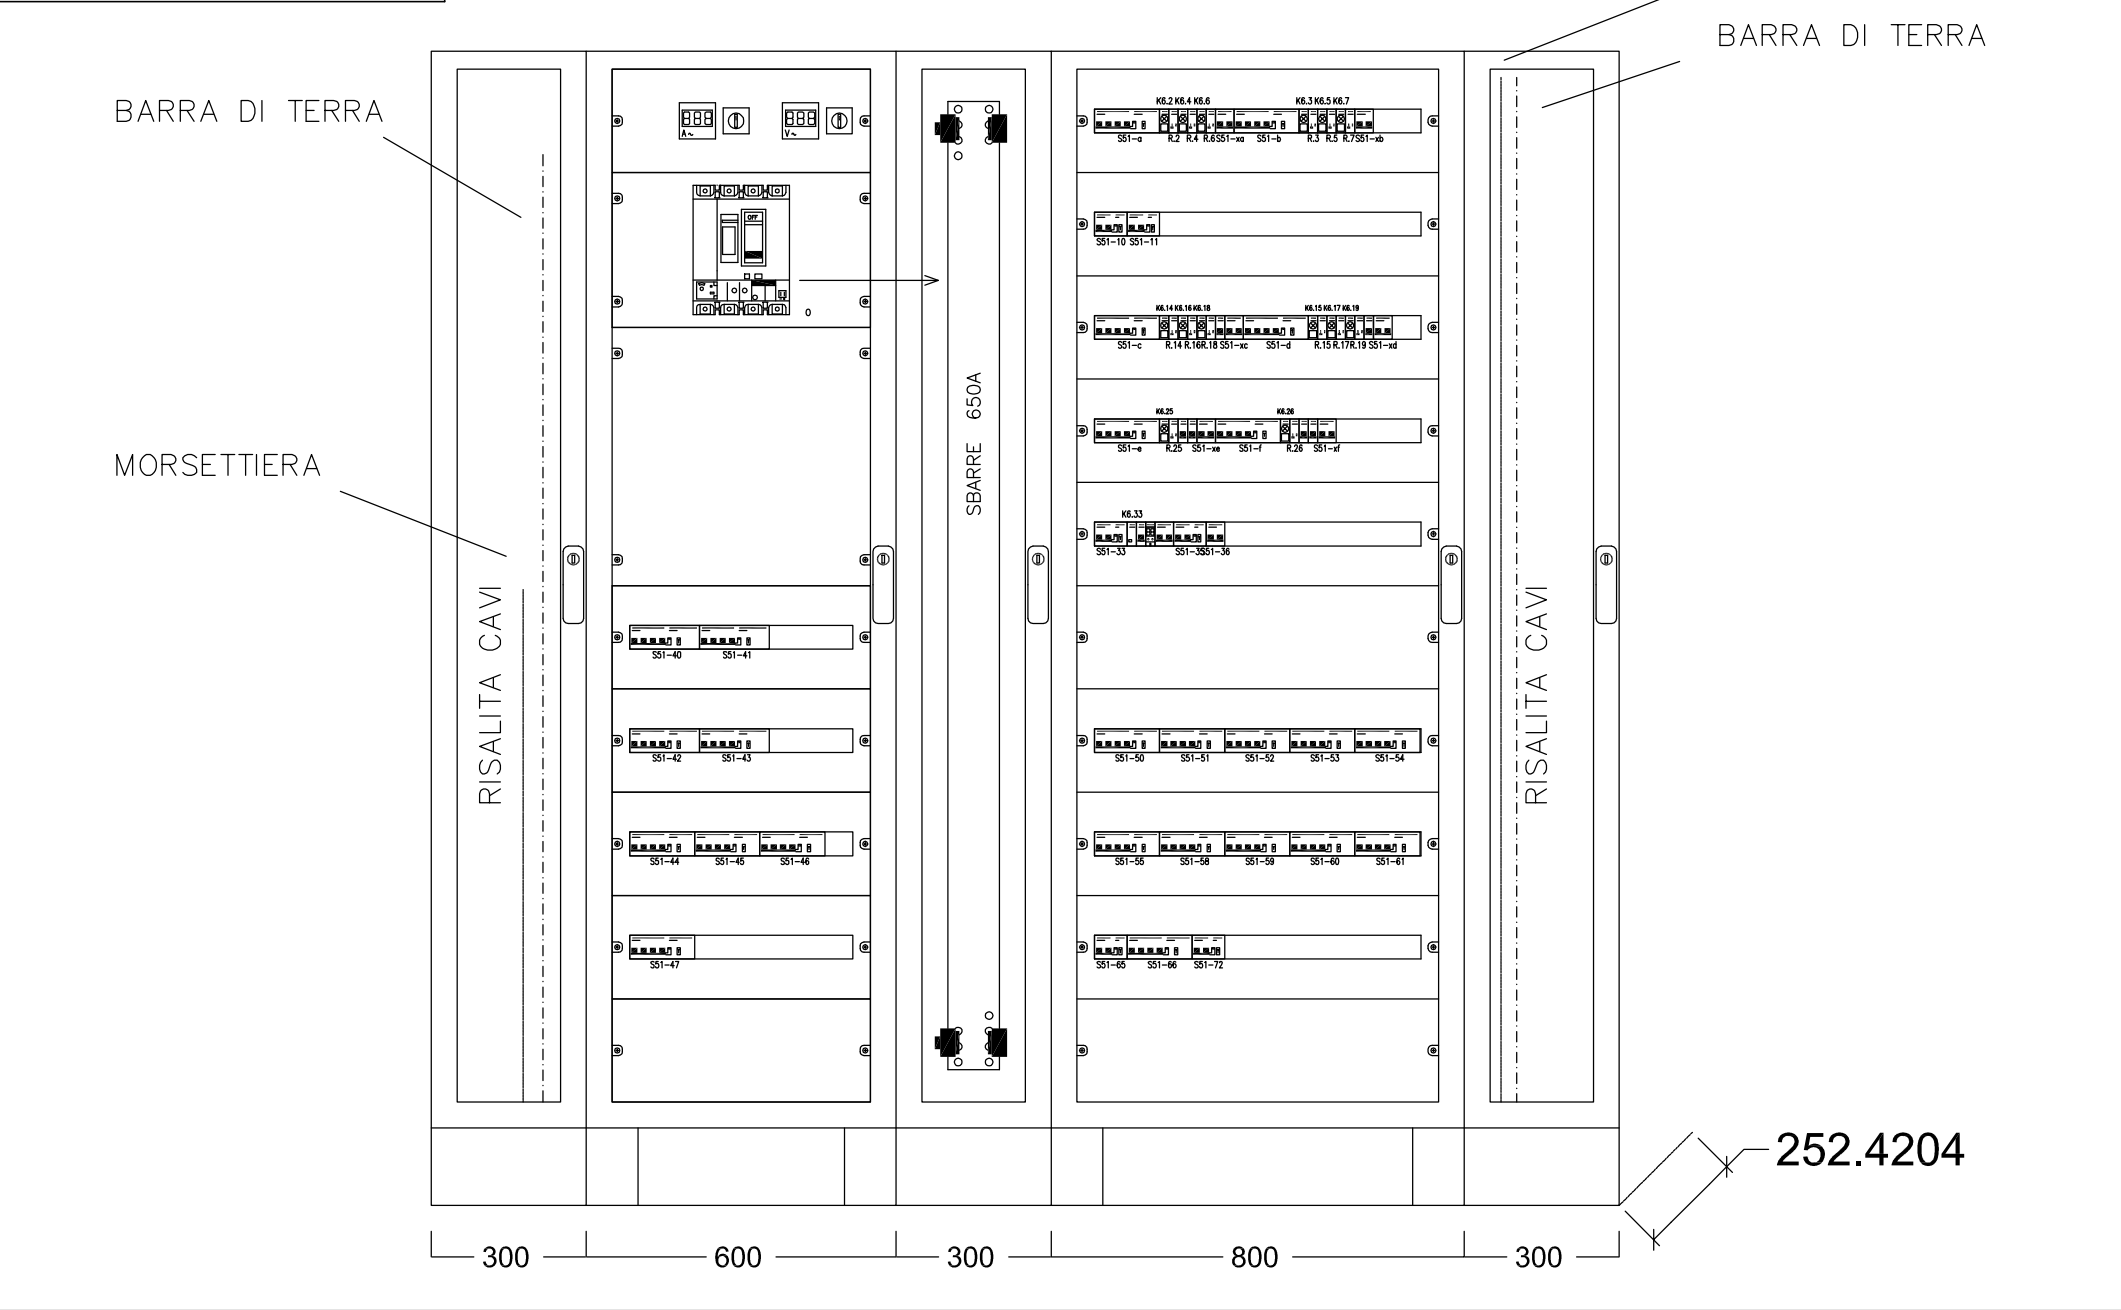 BARRA DI TERRA
BARRA DI TERRA
MORSETTIERA
RISALITA CAVI
A~
V~
OFF
0
SBARRE 650A
K6.2 K6.4 K6.6
K6.3 K6.5 K6.7
S51-a R.2 R.4 R.6 S51-xa S51-b R.3 R.5 R.7 S51-xb
S51-10 S51-11
K6.14 K6.16 K6.18
K6.15 K6.17 K6.19
S51-c R.14 R.16 R.18 S51-xc S51-d R.15 R.17 R.19 S51-xd
K6.25
K6.26
S51-e R.25 S51-xe S51-f R.26 S51-xf
K6.33
S51-33 S51-35 S51-36
S51-40 S51-41
S51-42 S51-43
S51-44 S51-45 S51-46
S51-47
S51-50 S51-51 S51-52 S51-53 S51-54
S51-55 S51-58 S51-59 S51-60 S51-61
S51-65 S51-66 S51-72
RISALITA CAVI
252.4204
300 600 300 800 300